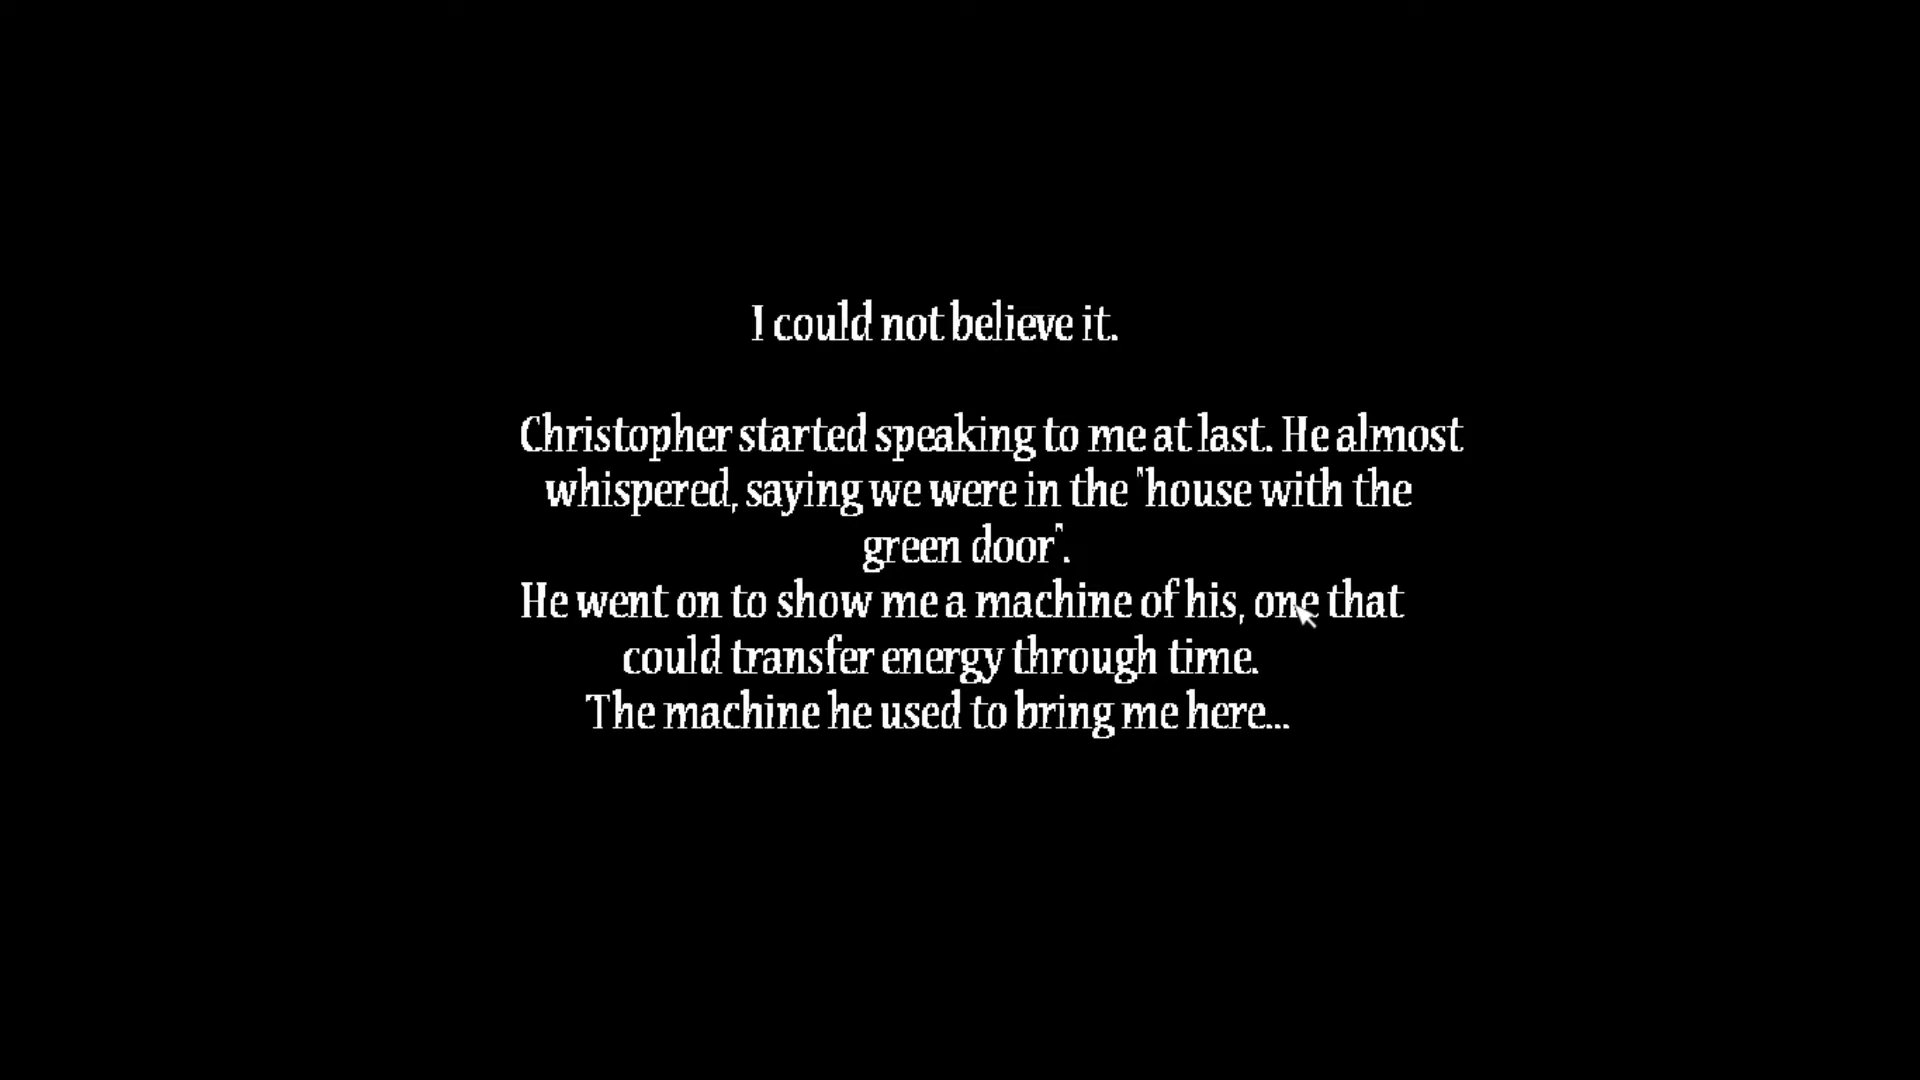 I could not believe it.
Christopher started speaking to me at last. He almost
whispered, saying we were in the "house with the
green door".
He went on to show me a machine of his, one that
could transfer energy through time.
The machine he used to bring me here...